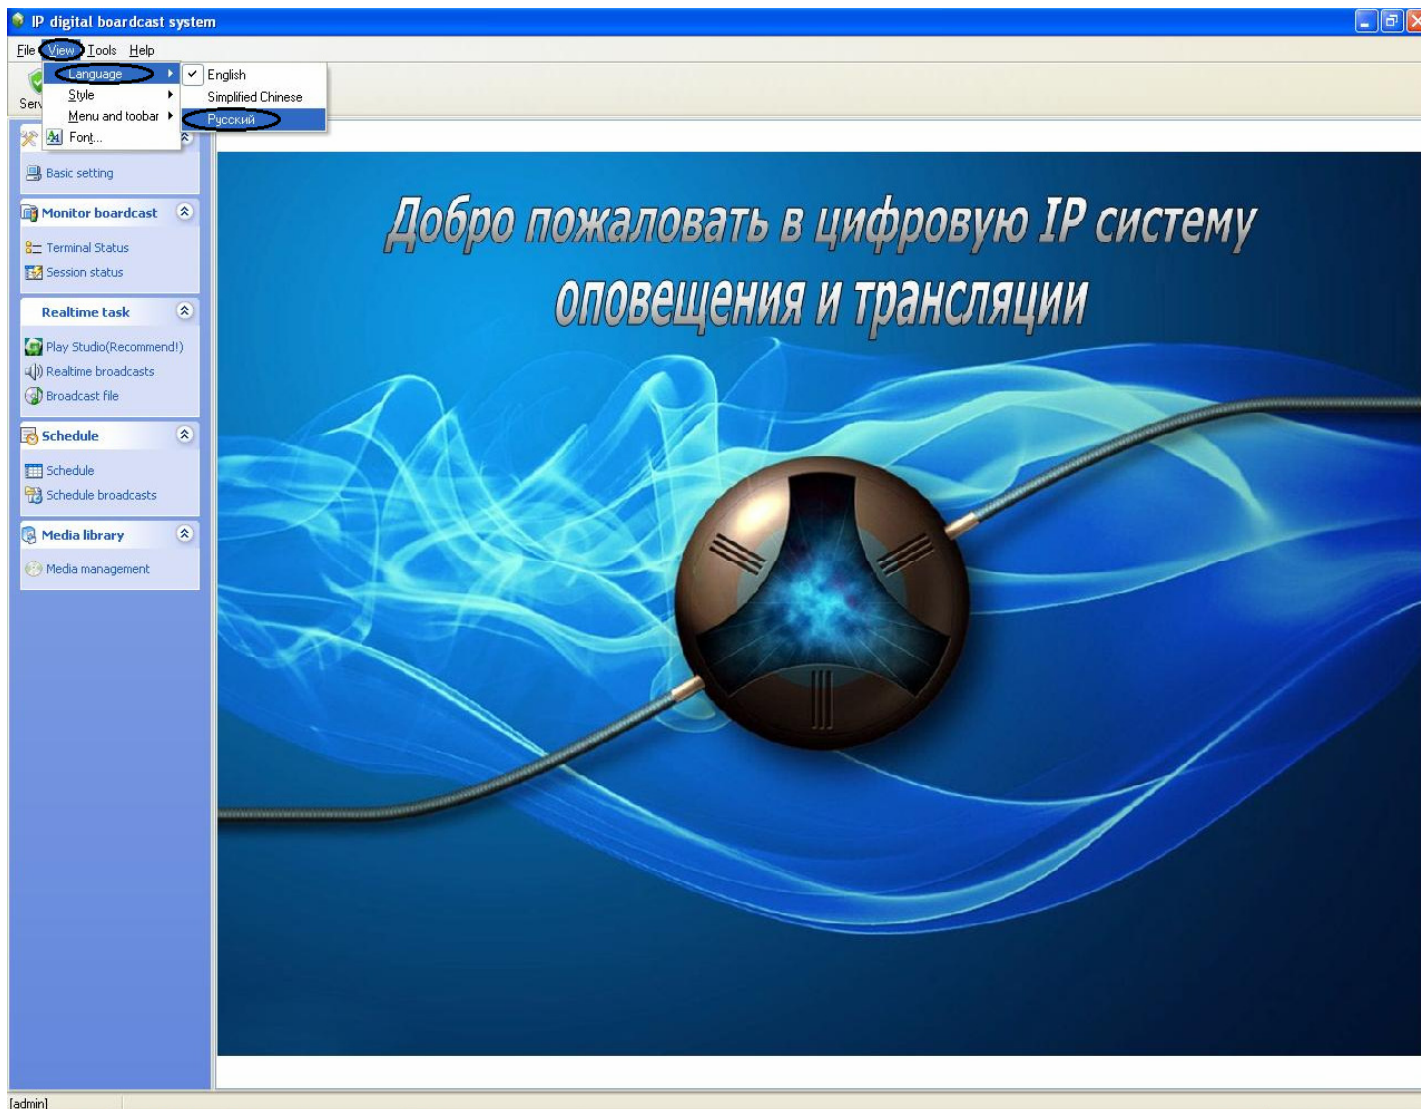 IP digital boardcast system
File View Tools Help
Language
Style
Menu and toobar
Font...
English
Simplified Chinese
Русский
Basic setting
Monitor boardcast
Terminal Status
Session status
Realtime task
Play Studio(Recommend!)
Realtime broadcasts
Broadcast file
Schedule
Schedule
Schedule broadcasts
Media library
Media management
Добро пожаловать в цифровую IP систему
оповещения и трансляции
[admin]